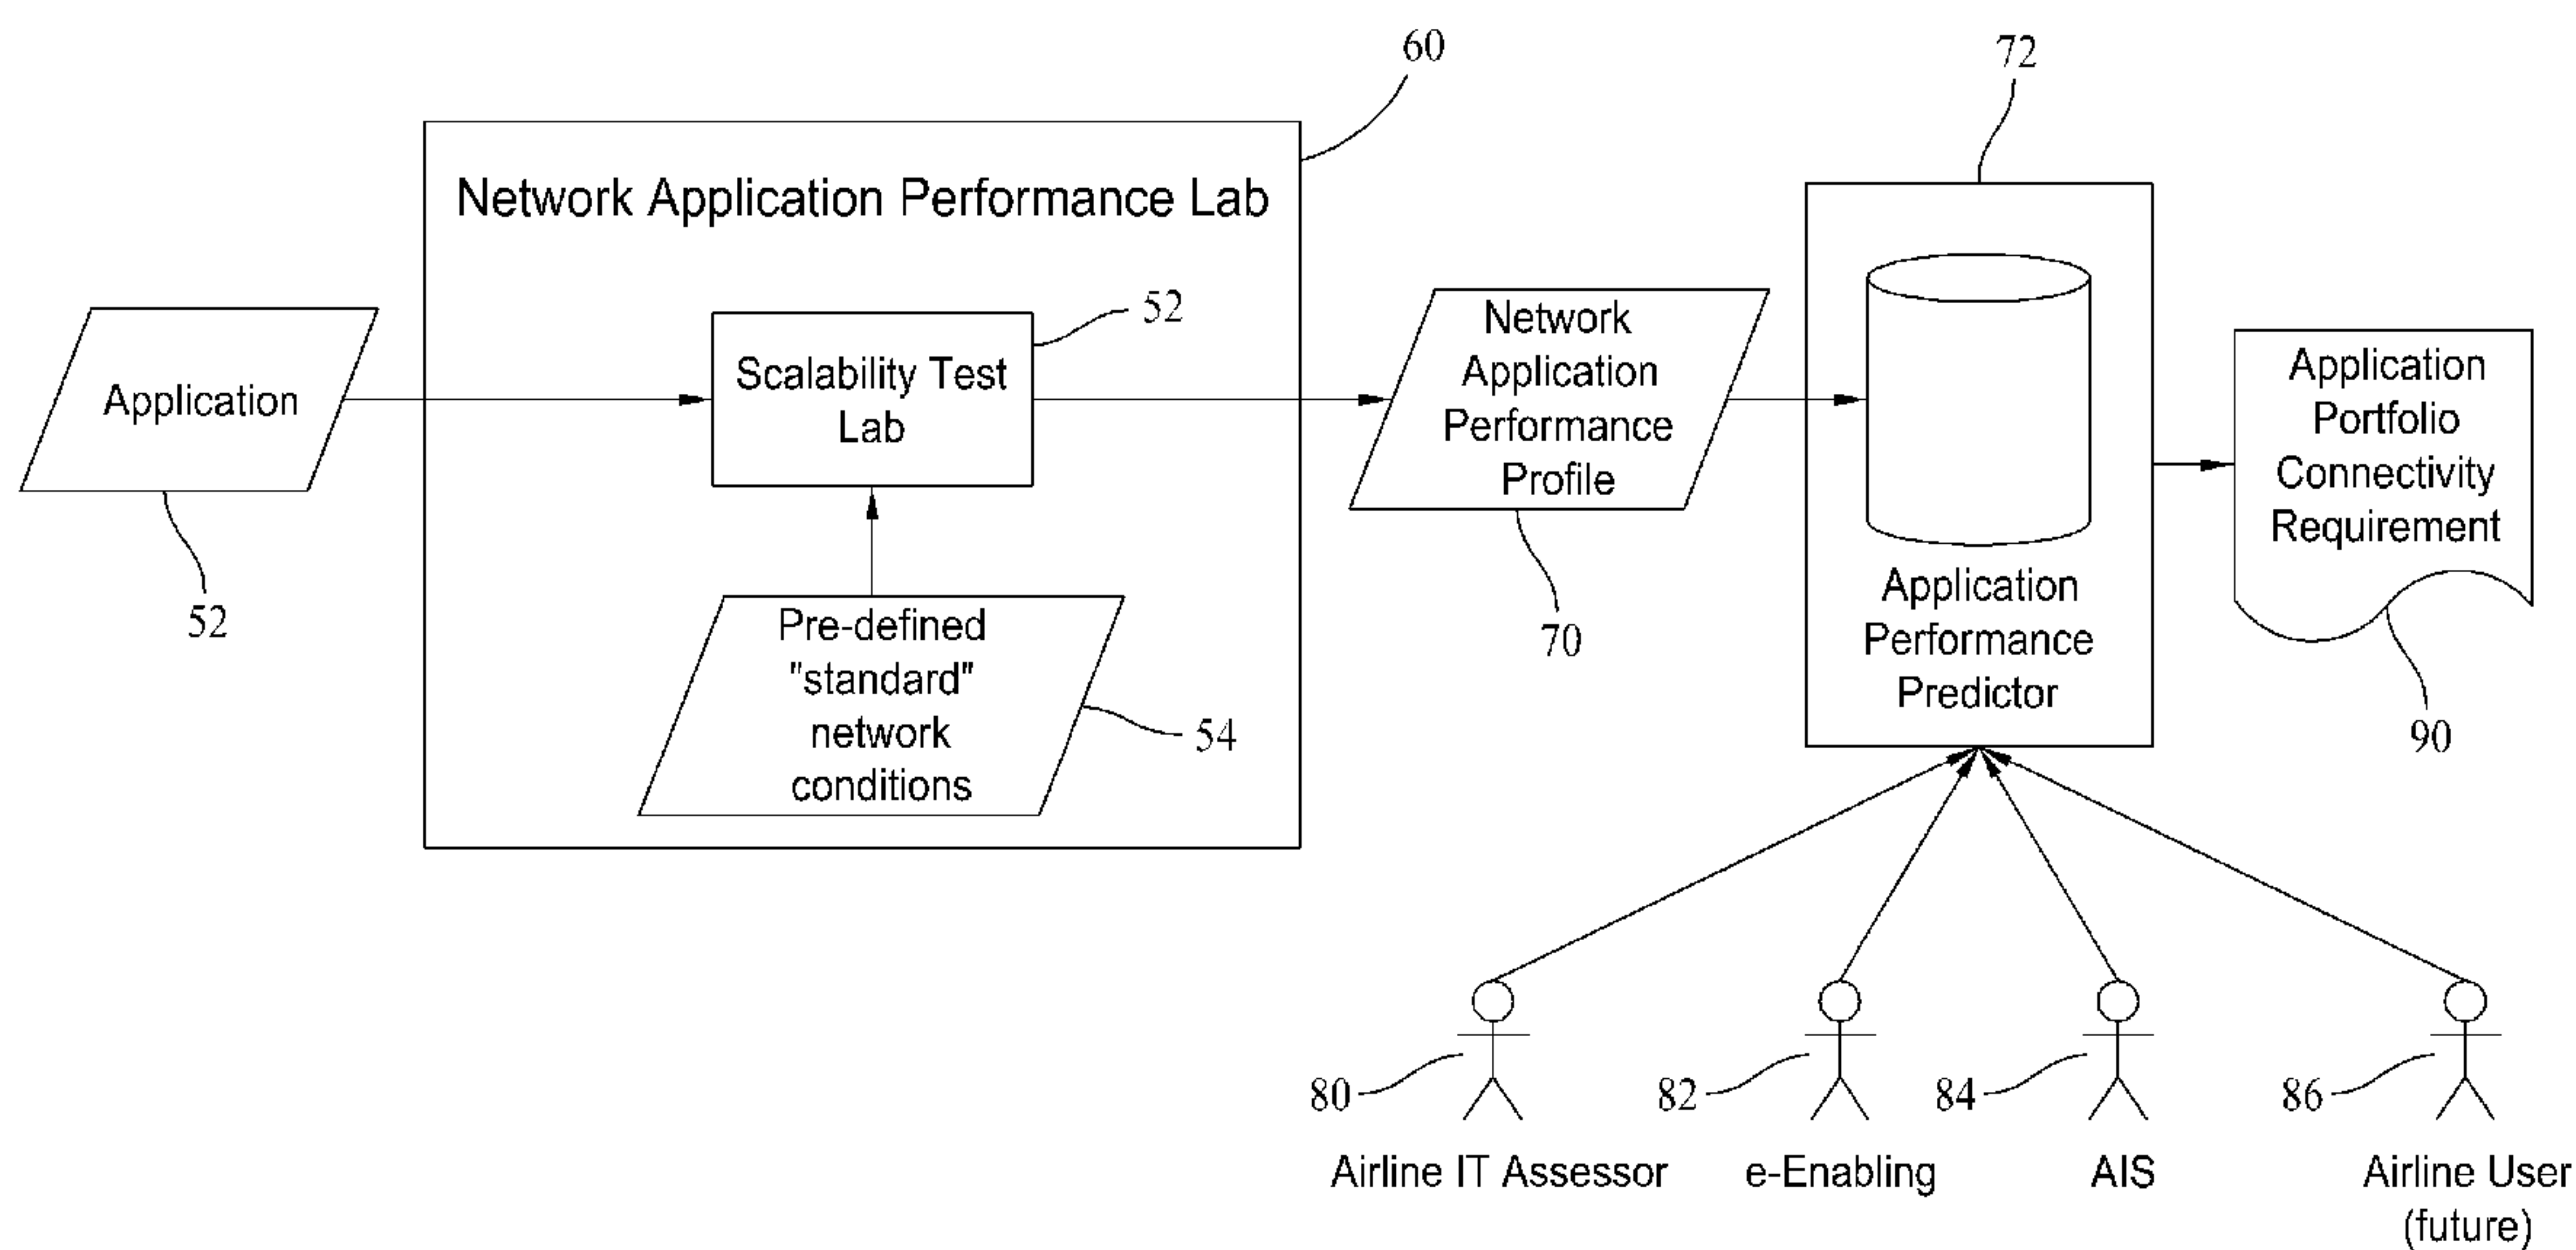 60
72
Network Application Performance Lab
52
Application
52
Scalability Test
Lab
Pre-defined
"standard"
network
conditions
54
Network
Application
Performance
Profile
70
Application
Performance
Predictor
Application
Portfolio
Connectivity
Requirement
90
80
82
84
86
Airline IT Assessor
e-Enabling
AIS
Airline User
(future)